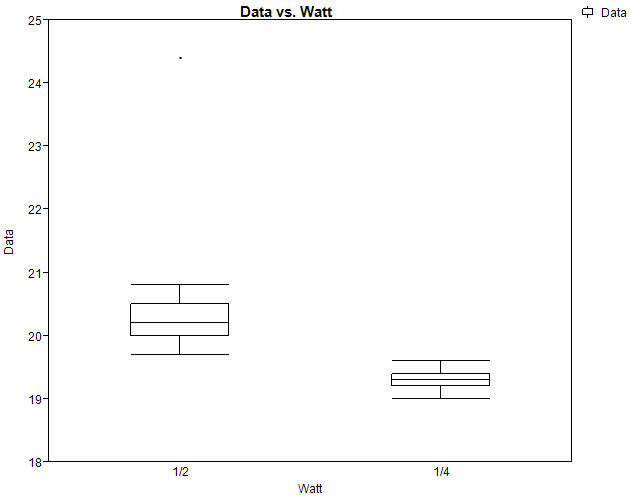 Data vs. Watt
Data
25
24
23
22
21
20
19
18
Data
1/2
1/4
Watt